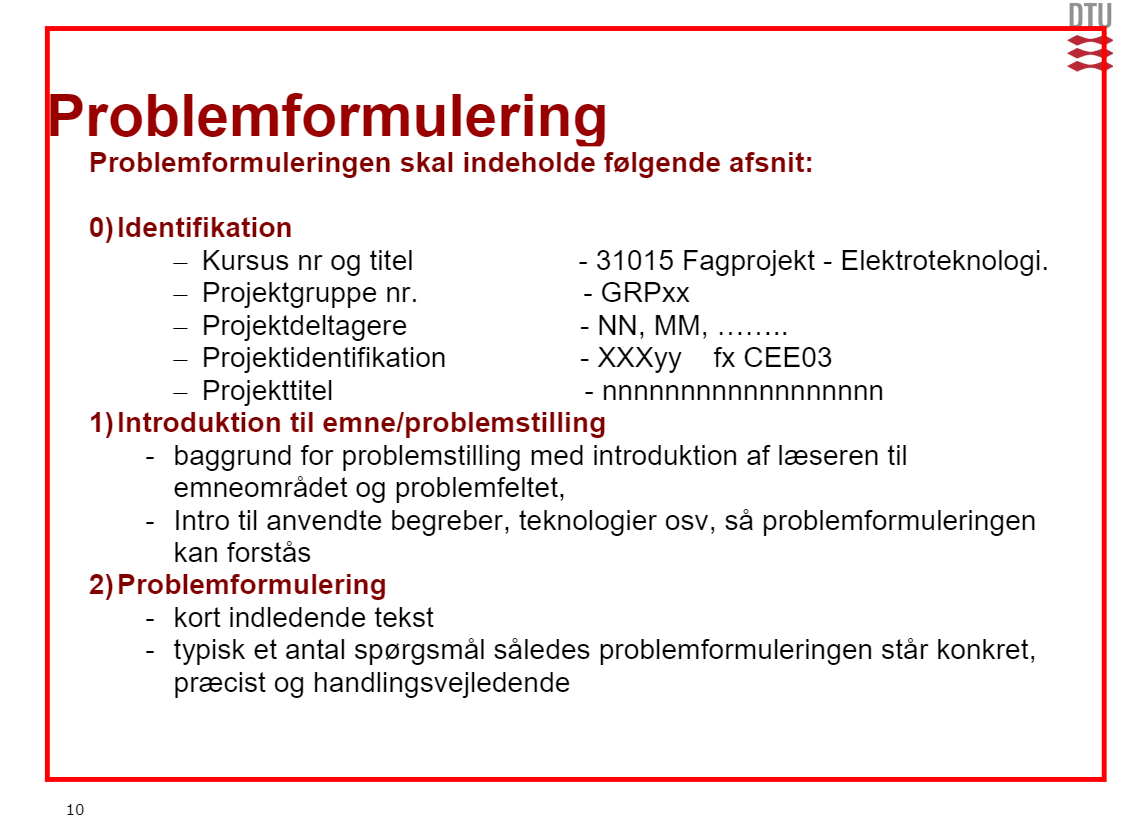 DTU
Problemformulering
Problemformuleringen skal indeholde følgende afsnit:
0) Identifikation
– Kursus nr og titel - 31015 Fagprojekt - Elektroteknologi.
– Projektgruppe nr. - GRPxx
– Projektdeltagere - NN, MM, ……..
– Projektidentifikation - XXXyy fx CEE03
– Projekttitel - nnnnnnnnnnnnnnnnnn
1) Introduktion til emne/problemstilling
- baggrund for problemstilling med introduktion af læseren til
emneområdet og problemfeltet,
- Intro til anvendte begreber, teknologier osv, så problemformuleringen
kan forstås
2) Problemformulering
- kort indledende tekst
- typisk et antal spørgsmål således problemformuleringen står konkret,
præcist og handlingsvejledende
10